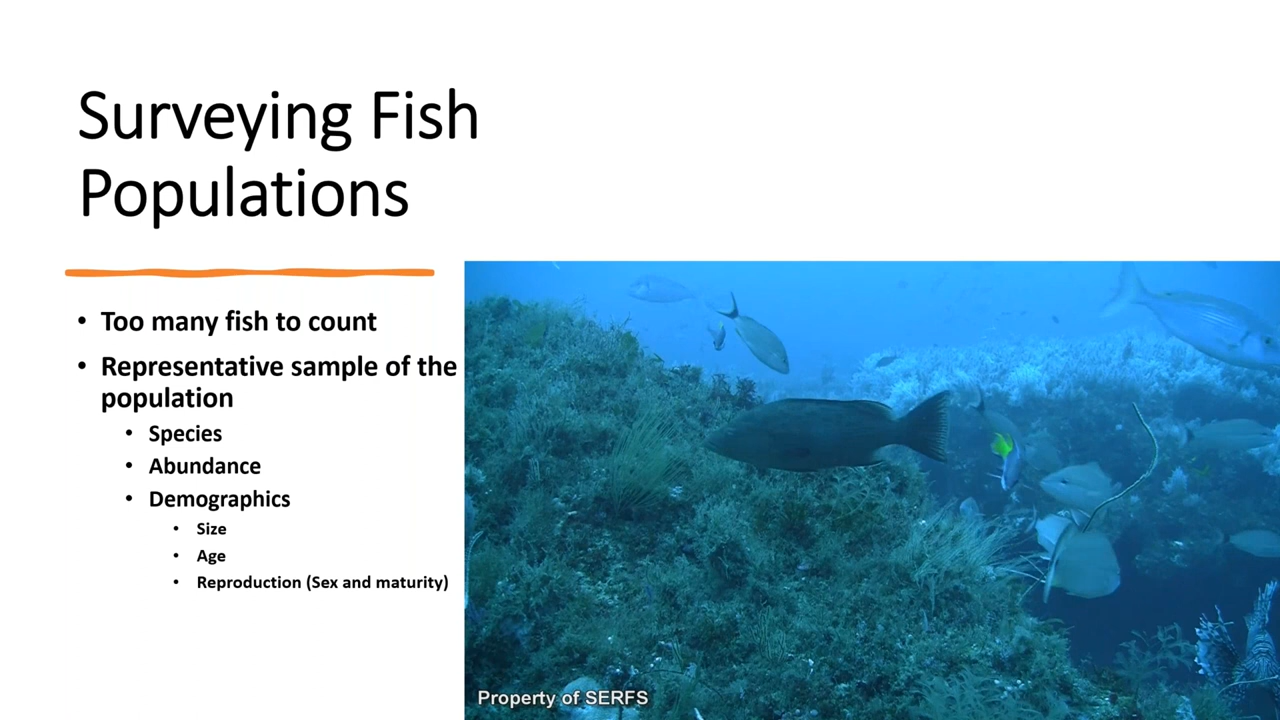 Surveying Fish
Populations
• Too many fish to count
• Representative sample of the
population
• Species
• Abundance
• Demographics
• Size
• Age
• Reproduction (Sex and maturity)
Property of SERFS